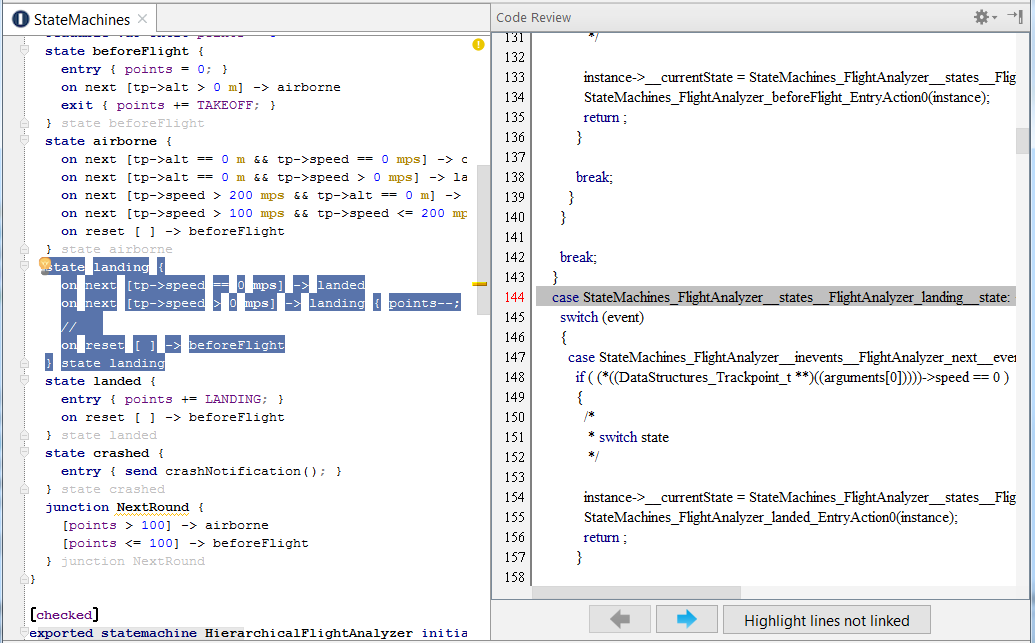 StateMachines
state beforeFlight {
entry { points = 0; }
on next [tp->alt > 0 m] -> airborne
exit { points += TAKEOFF; }
} state beforeFlight
state airborne {
on next [tp->alt == 0 m && tp->speed == 0 mps] -> c
on next [tp->alt == 0 m && tp->speed > 0 mps] -> la
on next [tp->speed > 200 mps && tp->alt == 0 m] ->
on next [tp->speed > 100 mps && tp->speed <= 200 mp
on reset [ ] -> beforeFlight
} state airborne
state landing {
on next [tp->speed == 0 mps] -> landed
on next [tp->speed > 0 mps] -> landing { points--;
//
on reset [ ] -> beforeFlight
} state landing
state landed {
entry { points += LANDING; }
on reset [ ] -> beforeFlight
} state landed
state crashed {
entry { send crashNotification(); }
} state crashed
junction NextRound {
[points > 100] -> airborne
[points <= 100] -> beforeFlight
} junction NextRound
}
[checked]
exported statemachine HierarchicalFlightAnalyzer initia
Code Review
131 */
132
133 instance->__currentState = StateMachines_FlightAnalyzer__states__Flig
134 StateMachines_FlightAnalyzer_beforeFlight_EntryAction0(instance);
135 return ;
136 }
137
138 break;
139 }
140 }
141
142 break;
143 }
144 case StateMachines_FlightAnalyzer__states__FlightAnalyzer_landing__state:
145 switch (event)
146 {
147 case StateMachines_FlightAnalyzer__inevents__FlightAnalyzer_next__ever
148 if ( (*((DataStructures_Trackpoint_t **)((arguments[0]))))->speed == 0 )
149 {
150 /*
151 * switch state
152 */
153
154 instance->__currentState = StateMachines_FlightAnalyzer__states__Flig
155 StateMachines_FlightAnalyzer_landed_EntryAction0(instance);
156 return ;
157 }
158
Highlight lines not linked